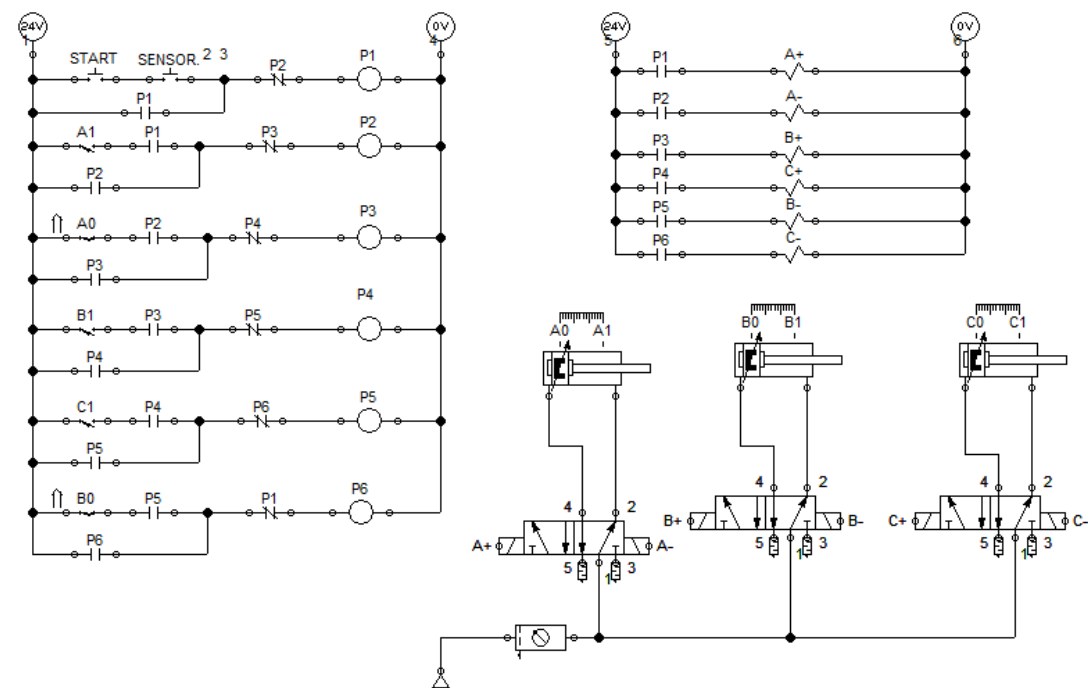 24V 0V
1 4
START SENSOR. 2 3 P2 P1
P1
A1 P1 P3 P2
P2
A0 P2 P4 P3
P3
B1 P3 P5 P4
P4
C1 P4 P6 P5
P5
B0 P5 P1 P6
P6
24V 0V
5 6
P1 A+
P2 A-
P3 B+
P4 C+
P5 B-
P6 C-
A0 A1
B0 B1
C0 C1
4 2
A+ A-
5 1 3
4 2
B+ B-
5 1 3
4 2
C+ C-
5 1 3